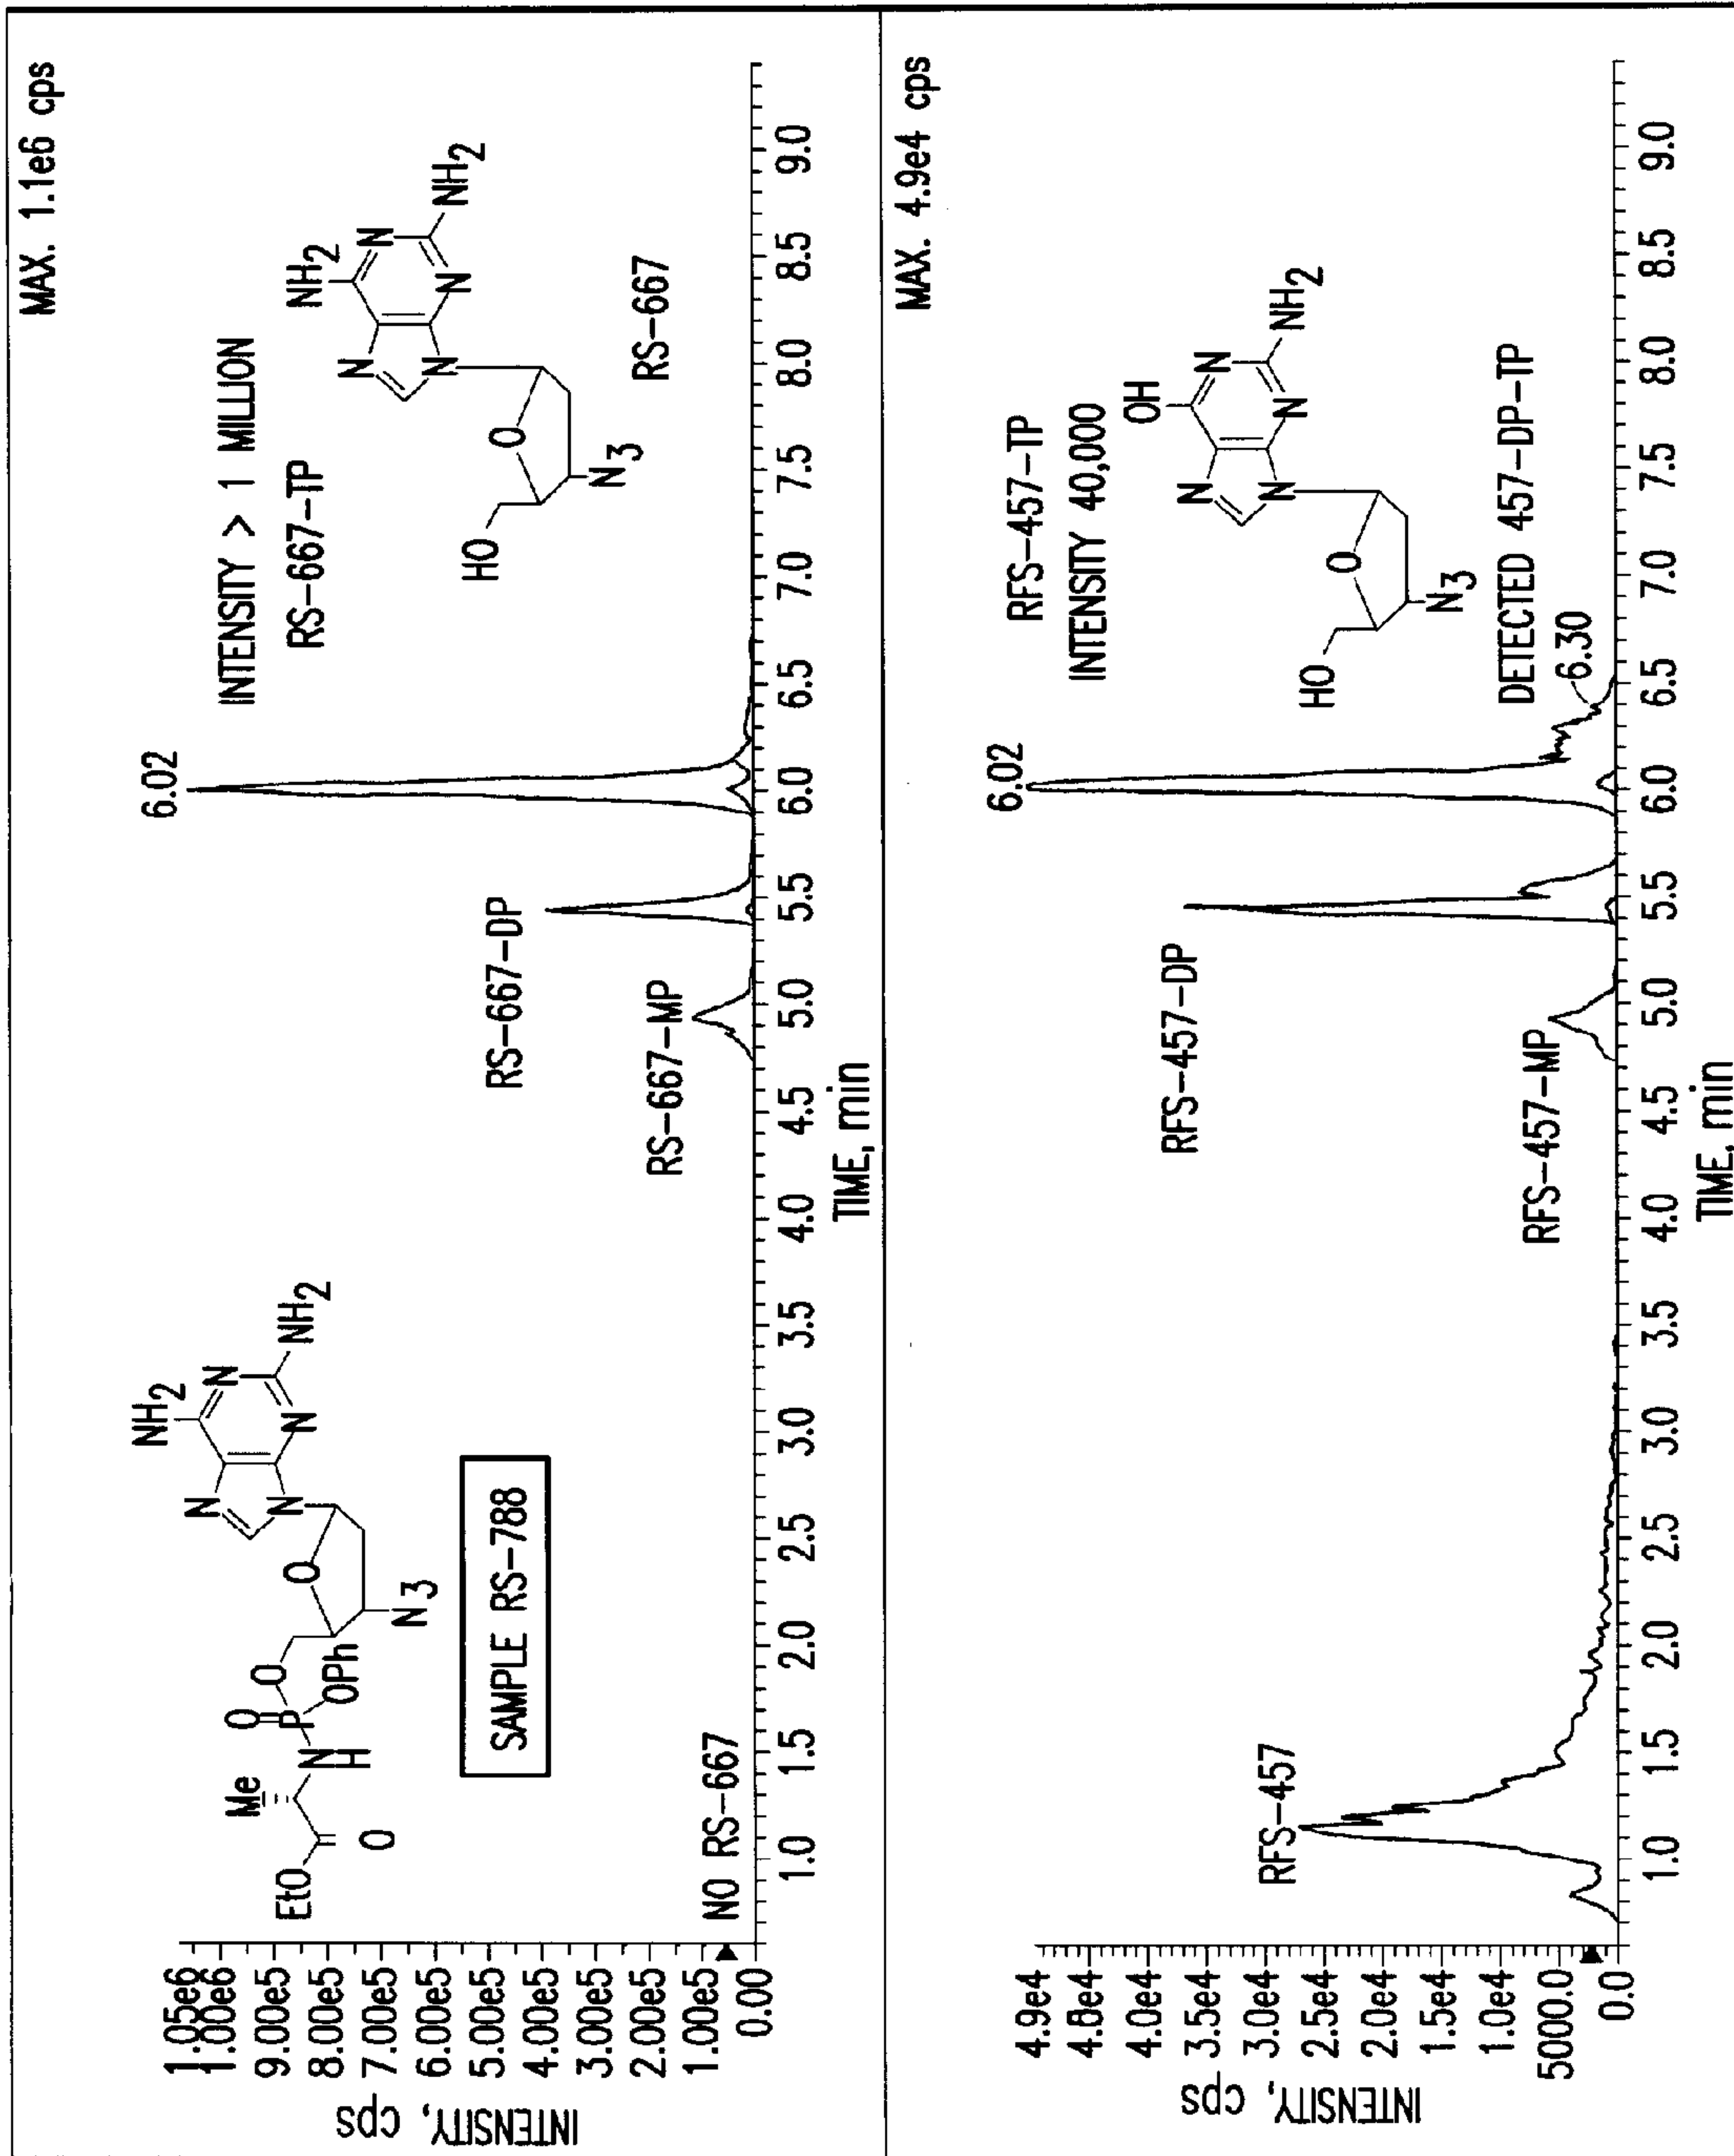 MAX. 1.1e6 cps
INTENSITY > 1 MILLION
RS-667-TP
6.02
RS-667-DP
RS-667-MP
NH2
N
N
N
N
NH2
O
HO
N3
RS-667
NH2
N
N
N
N
NH2
O
N3
O
O
P
OPh
N
H
Me
EtO
O
SAMPLE RS-788
NO RS-667
INTENSITY, cps
1.05e6
1.00e6
9.00e5
8.00e5
7.00e5
6.00e5
5.00e5
4.00e5
3.00e5
2.00e5
1.00e5
0.00
1.0 1.5 2.0 2.5 3.0 3.5 4.0 4.5 5.0 5.5 6.0 6.5 7.0 7.5 8.0 8.5 9.0
TIME, min
MAX. 4.9e4 cps
6.02
RFS-457-TP
INTENSITY 40,000
OH
N
N
N
N
NH2
O
HO
N3
DETECTED 457-DP-TP
6.30
RFS-457-DP
RFS-457-MP
RFS-457
INTENSITY, cps
4.9e4
4.0e4
3.5e4
3.0e4
2.5e4
2.0e4
1.5e4
1.0e4
5000.0
0.0
1.0 1.5 2.0 2.5 3.0 3.5 4.0 4.5 5.0 5.5 6.0 6.5 7.0 7.5 8.0 8.5 9.0
TIME, min